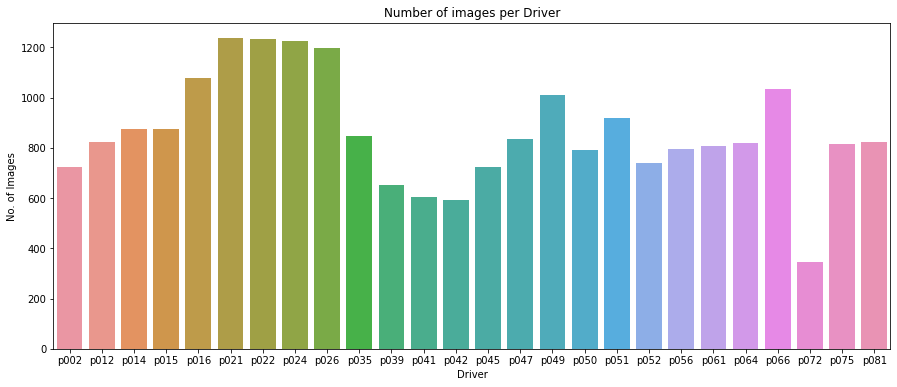 Number of images per Driver
1200
1000
800
600
400
200
0
No. of Images
p002 p012 p014 p015 p016 p021 p022 p024 p026 p035 p039 p041 p042 p045 p047 p049 p050 p051 p052 p056 p061 p064 p066 p072 p075 p081
Driver